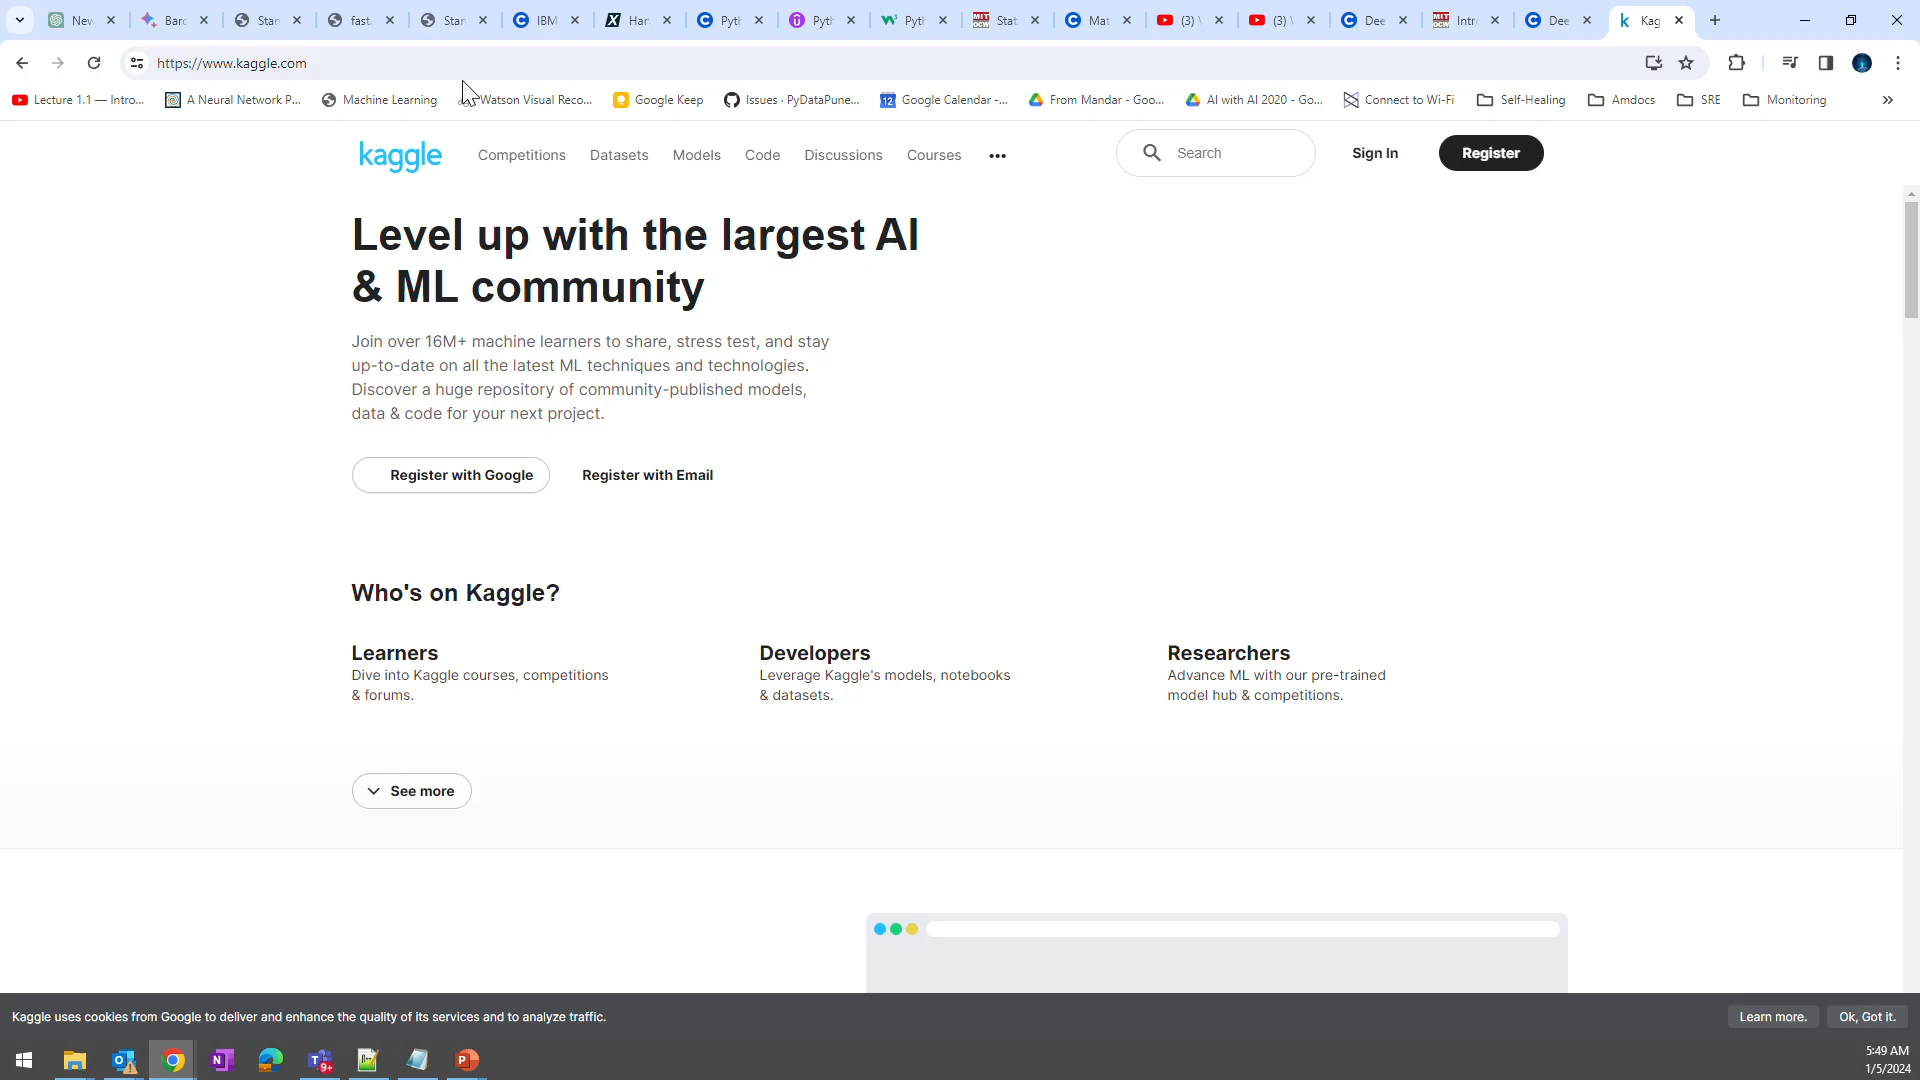 New
Barc
Stan
fast.
Stan
IBM
Har
Pyth
Pyth
Pyth
Stat
Mat
(3)
(3)
Dee
Intr
Dee
Kag
https://www.kaggle.com
Lecture 1.1 — Intro...
A Neural Network P...
Machine Learning
Watson Visual Reco...
Google Keep
Issues · PyDataPune...
Google Calendar -...
From Mandar - Goo...
AI with AI 2020 - Go...
Connect to Wi-Fi
Self-Healing
Amdocs
SRE
Monitoring
kaggle
Competitions
Datasets
Models
Code
Discussions
Courses
Search
Sign In
Register
Level up with the largest AI
& ML community
Join over 16M+ machine learners to share, stress test, and stay
up-to-date on all the latest ML techniques and technologies.
Discover a huge repository of community-published models,
data & code for your next project.
Register with Google
Register with Email
Who's on Kaggle?
Learners
Dive into Kaggle courses, competitions
& forums.
Developers
Leverage Kaggle's models, notebooks
& datasets.
Researchers
Advance ML with our pre-trained
model hub & competitions.
See more
Kaggle uses cookies from Google to deliver and enhance the quality of its services and to analyze traffic.
Learn more.
Ok, Got it.
5:49 AM
1/5/2024